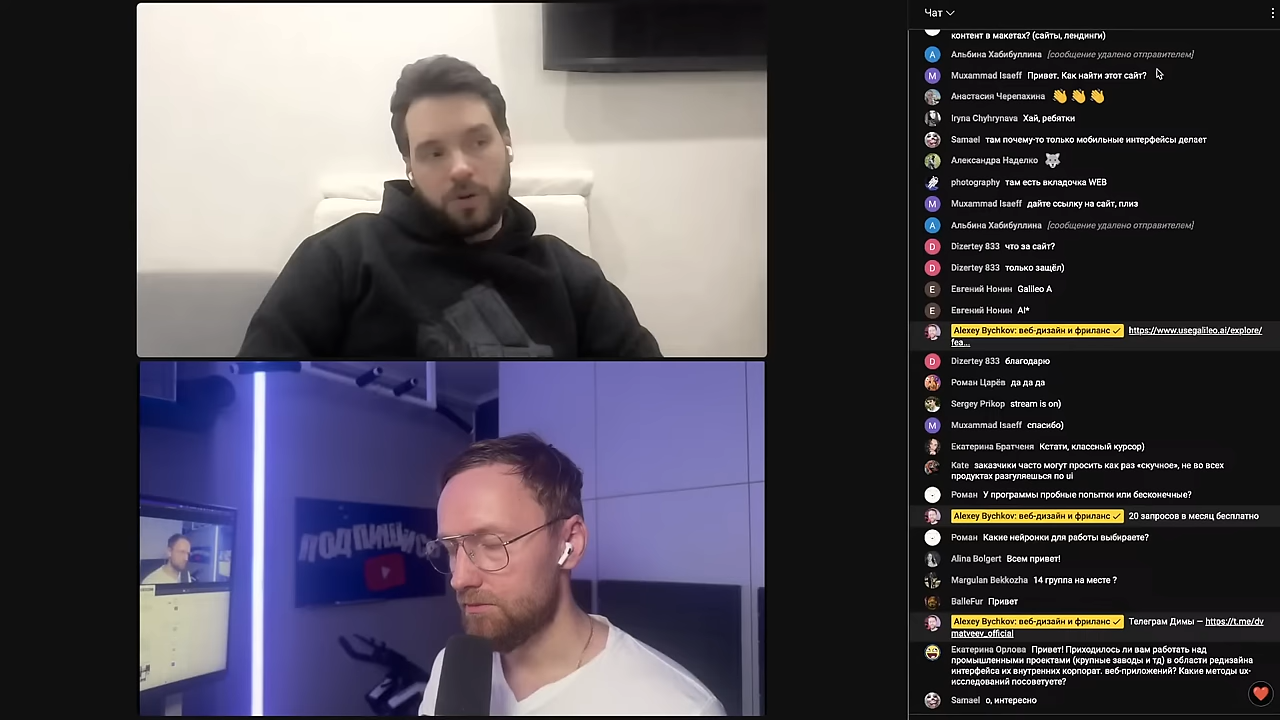 Чат
контент в макетах? (сайты, лендинги)
А Альбина Хабибуллина [сообщение удалено отправителем]
M Muxammad Isaeff Привет. Как найти этот сайт?
Анастасия Черепахина 👏👏👏
Iryna Chyhrynava Хай, ребятки
Samael там почему-то только мобильные интерфейсы делает
Александра Наделко 🐺
photography там есть вкладочка WEB
M Muxammad Isaeff дайте ссылку на сайт, плиз
А Альбина Хабибуллина [сообщение удалено отправителем]
D Dizertey 833 что за сайт?
D Dizertey 833 только защёл)
Е Евгений Нонин Galileo A
Е Евгений Нонин AI*
Alexey Bychkov: веб-дизайн и фриланс https://www.usegalileo.ai/explore/
fea...
D Dizertey 833 благодарю
Роман Царёв да да да
Sergey Prikop stream is on)
M Muxammad Isaeff спасибо)
Екатерина Братченя Кстати, классный курсор)
Kate заказчики часто могут просить как раз «скучное», не во всех
продуктах разгуляешься по ui
Роман У программы пробные попытки или бесконечные?
Alexey Bychkov: веб-дизайн и фриланс 20 запросов в месяц бесплатно
Роман Какие нейронки для работы выбираете?
Alina Bolgert Всем привет!
Margulan Bekkozha 14 группа на месте ?
BalleFur Привет
Alexey Bychkov: веб-дизайн и фриланс Телеграм Димы — https://t.me/dv
matveev_official
Екатерина Орлова Привет! Приходилось ли вам работать над
промышленными проектами (крупные заводы и тд) в области редизайна
интерфейса их внутренних корпорат. веб-приложений? Какие методы ux-
исследований посоветуете?
Samael о, интересно